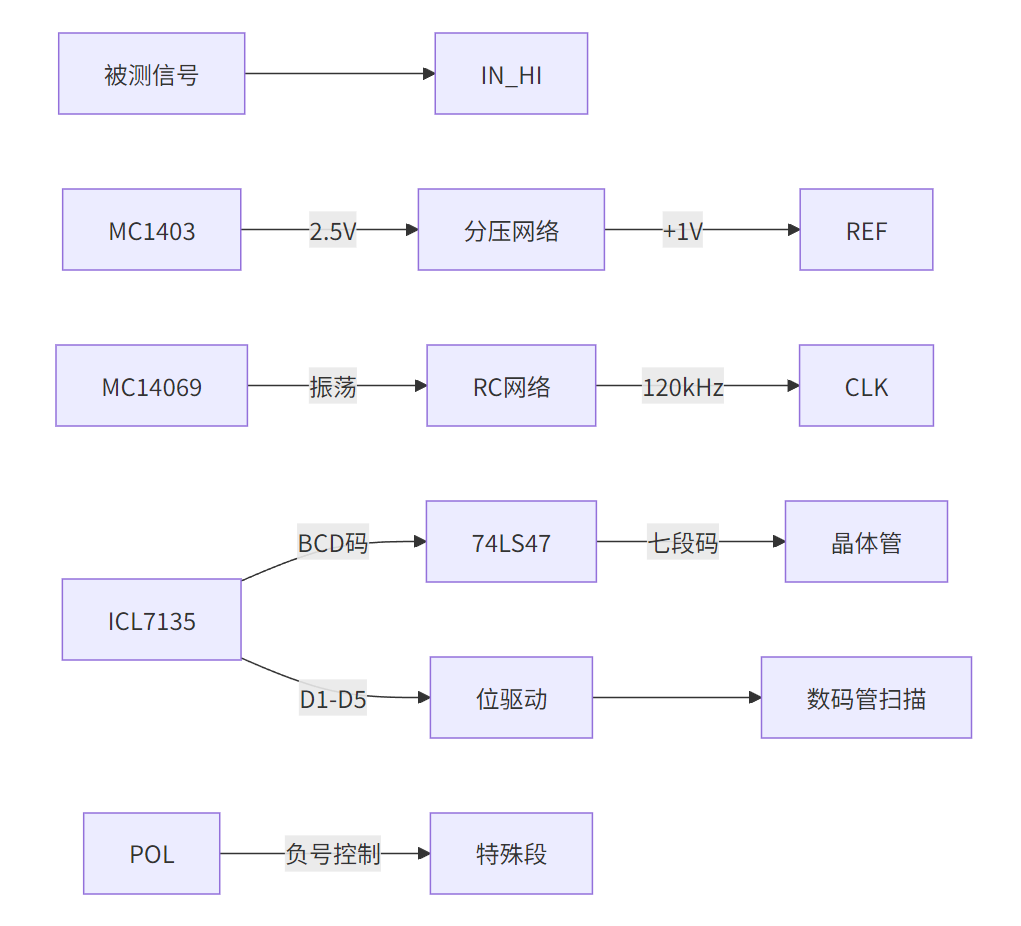 被测信号
IN_HI
MC1403
2.5V
分压网络
+1V
REF
MC14069
振荡
RC网络
120kHz
CLK
BCD码
74LS47
七段码
晶体管
ICL7135
D1-D5
位驱动
数码管扫描
POL
负号控制
特殊段